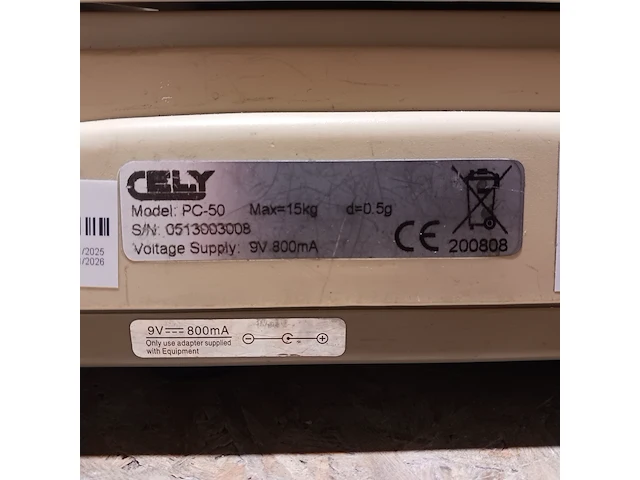 CELY
Model: PC-50 Max=15kg d=0.5g
S/N: 0513003008
Voltage Supply: 9V 800mA
CE
200808
/2025
/2026
9V 800mA
Only use adapter supplied
with Equipment